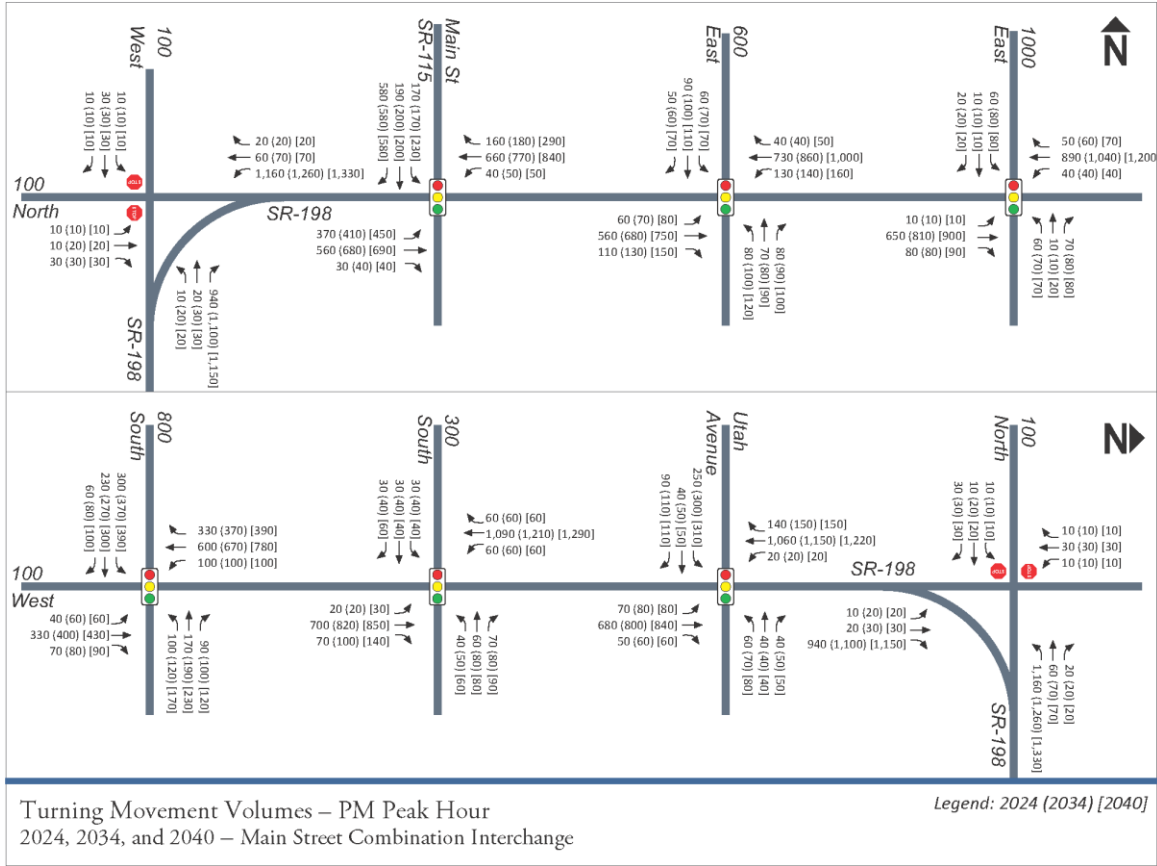 100
West
Main St
SR-115
600
East
1000
East
N
10 (10) [10]
30 (30) [30]
10 (10) [10]
20 (20) [20]
60 (70) [70]
1,160 (1,260) [1,330]
170 (170) [230]
190 (200) [200]
580 (580) [580]
160 (180) [290]
660 (770) [840]
40 (50) [50]
60 (70) [70]
90 (100) [110]
50 (60) [70]
40 (40) [50]
730 (860) [1,000]
130 (140) [160]
60 (80) [80]
10 (10) [10]
20 (20) [20]
50 (60) [70]
890 (1,040) [1,200
40 (40) [40]
STOP
STOP
100
North
SR-198
10 (10) [10]
10 (20) [20]
30 (30) [30]
940 (1,100) [1,150]
20 (30) [30]
10 (20) [20]
SR-198
370 (410) [450]
560 (680) [690]
30 (40) [40]
60 (70) [80]
560 (680) [750]
110 (130) [150]
80 (90) [100]
70 (80) [90]
80 (100) [120]
10 (10) [10]
650 (810) [900]
80 (80) [90]
70 (80) [80]
10 (10) [20]
60 (70) [70]
800
South
300
South
Utah
Avenue
100
North
N
300 (370) [390]
230 (270) [300]
60 (80) [100]
330 (370) [390]
600 (670) [780]
100 (100) [100]
30 (40) [40]
30 (40) [40]
30 (40) [60]
60 (60) [60]
1,090 (1,210) [1,290]
60 (60) [60]
250 (300) [310]
40 (50) [50]
90 (110) [110]
140 (150) [150]
1,060 (1,150) [1,220]
20 (20) [20]
10 (10) [10]
10 (20) [20]
30 (30) [30]
10 (10) [10]
30 (30) [30]
10 (10) [10]
SR-198
STOP
STOP
100
West
40 (60) [60]
330 (400) [430]
70 (80) [90]
90 (100) [120]
170 (190) [230]
100 (120) [170]
20 (20) [30]
700 (820) [850]
70 (100) [140]
70 (80) [90]
60 (80) [80]
40 (50) [60]
70 (80) [80]
680 (800) [840]
50 (60) [60]
40 (50) [50]
40 (40) [40]
60 (70) [80]
10 (20) [20]
20 (30) [30]
940 (1,100) [1,150]
SR-198
20 (20) [20]
60 (70) [70]
1,160 (1,260) [1,330]
Turning Movement Volumes – PM Peak Hour
2024, 2034, and 2040 – Main Street Combination Interchange
Legend: 2024 (2034) [2040]